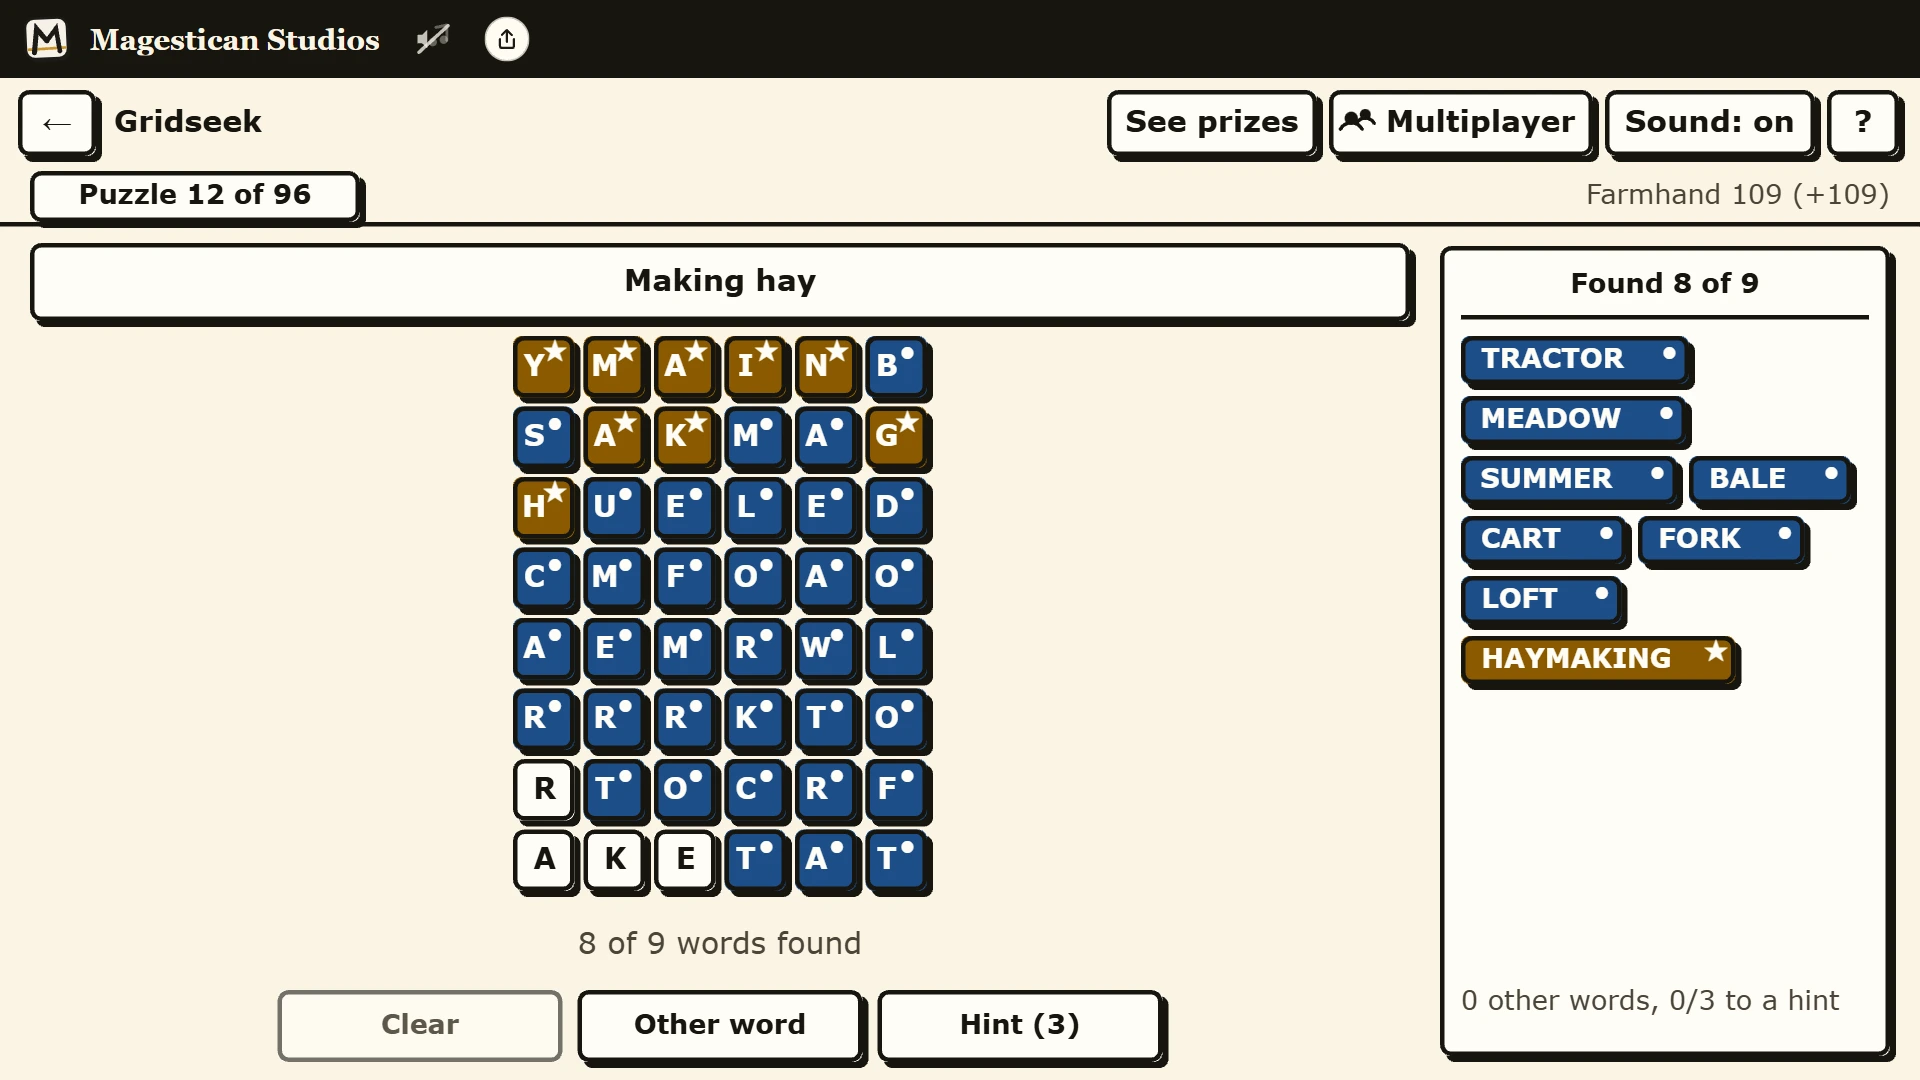 M Magestican Studios
← Gridseek
See prizes
Multiplayer
Sound: on
?
Puzzle 12 of 96
Farmhand 109 (+109)
Making hay
Y M A I N B
S A K M A G
H U E L E D
C M F O A O
A E M R W L
R R R K T O
R T O C R F
A K E T A T
8 of 9 words found
Clear
Other word
Hint (3)
Found 8 of 9
TRACTOR
MEADOW
SUMMER BALE
CART FORK
LOFT
HAYMAKING
0 other words, 0/3 to a hint